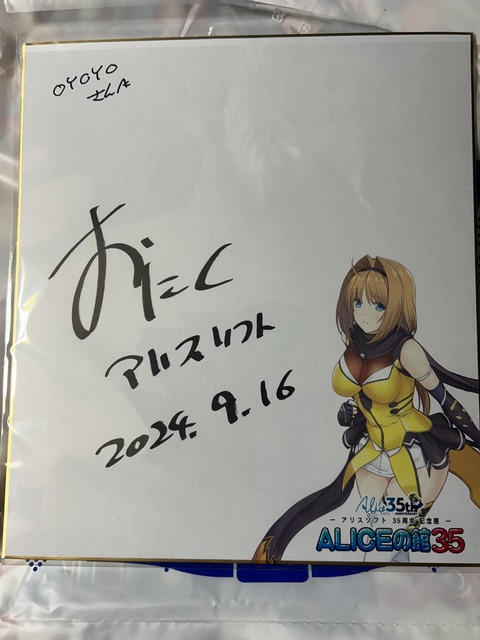 OYOYO
さんへ
おにく
アリスソフト
2024.9.16
Alice 35th
ANNIVERSARY
― アリスソフト 35周年 記念展 ―
ALICEの館35